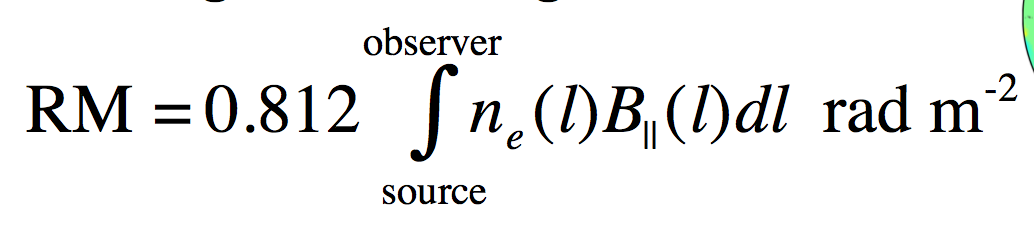 observer
RM = 0.812 ∫ nₑ(l)B||(l)dl rad m⁻²
source